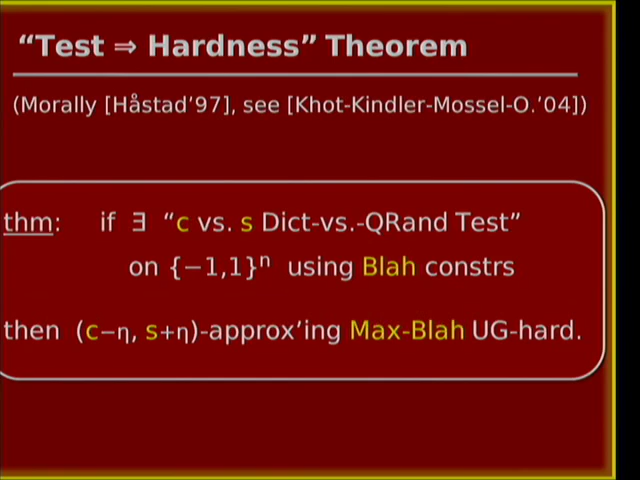 “Test ⇒ Hardness” Theorem
(Morally [Håstad’97], see [Khot-Kindler-Mossel-O.’04])
thm: if ∃ “c vs. s Dict-vs.-QRand Test”
on {−1,1}ⁿ using Blah constrs
then (c−η, s+η)-approx’ing Max-Blah UG-hard.